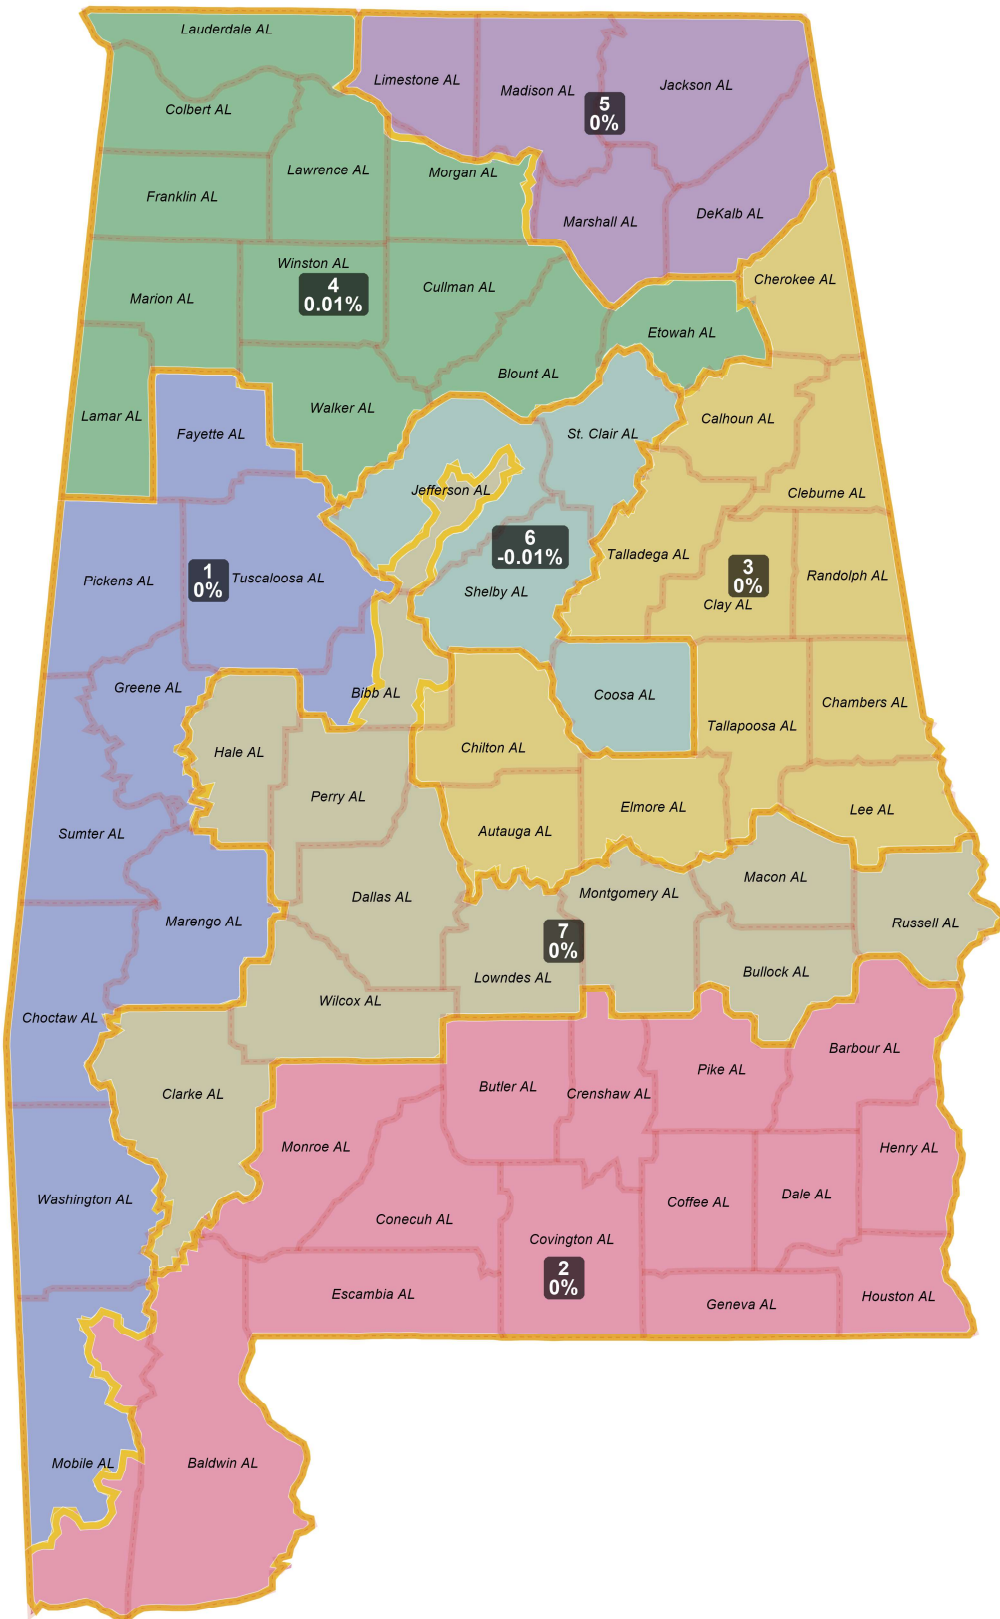 Lauderdale AL
Limestone AL
Madison AL
Jackson AL
Colbert AL
5
0%
Lawrence AL
Morgan AL
Franklin AL
Marshall AL
DeKalb AL
Winston AL
4
0.01%
Cullman AL
Cherokee AL
Marion AL
Etowah AL
Blount AL
Lamar AL
Walker AL
Fayette AL
St. Clair AL
Calhoun AL
Jefferson AL
Cleburne AL
6
-0.01%
Talladega AL
3
0%
Randolph AL
Pickens AL
1
0%
Tuscaloosa AL
Shelby AL
Clay AL
Greene AL
Bibb AL
Coosa AL
Chambers AL
Tallapoosa AL
Hale AL
Chilton AL
Perry AL
Elmore AL
Lee AL
Sumter AL
Autauga AL
Macon AL
Dallas AL
Montgomery AL
Marengo AL
Russell AL
7
0%
Bullock AL
Lowndes AL
Wilcox AL
Choctaw AL
Barbour AL
Pike AL
Butler AL
Crenshaw AL
Clarke AL
Monroe AL
Henry AL
Washington AL
Coffee AL
Dale AL
Conecuh AL
Covington AL
2
0%
Escambia AL
Geneva AL
Houston AL
Mobile AL
Baldwin AL